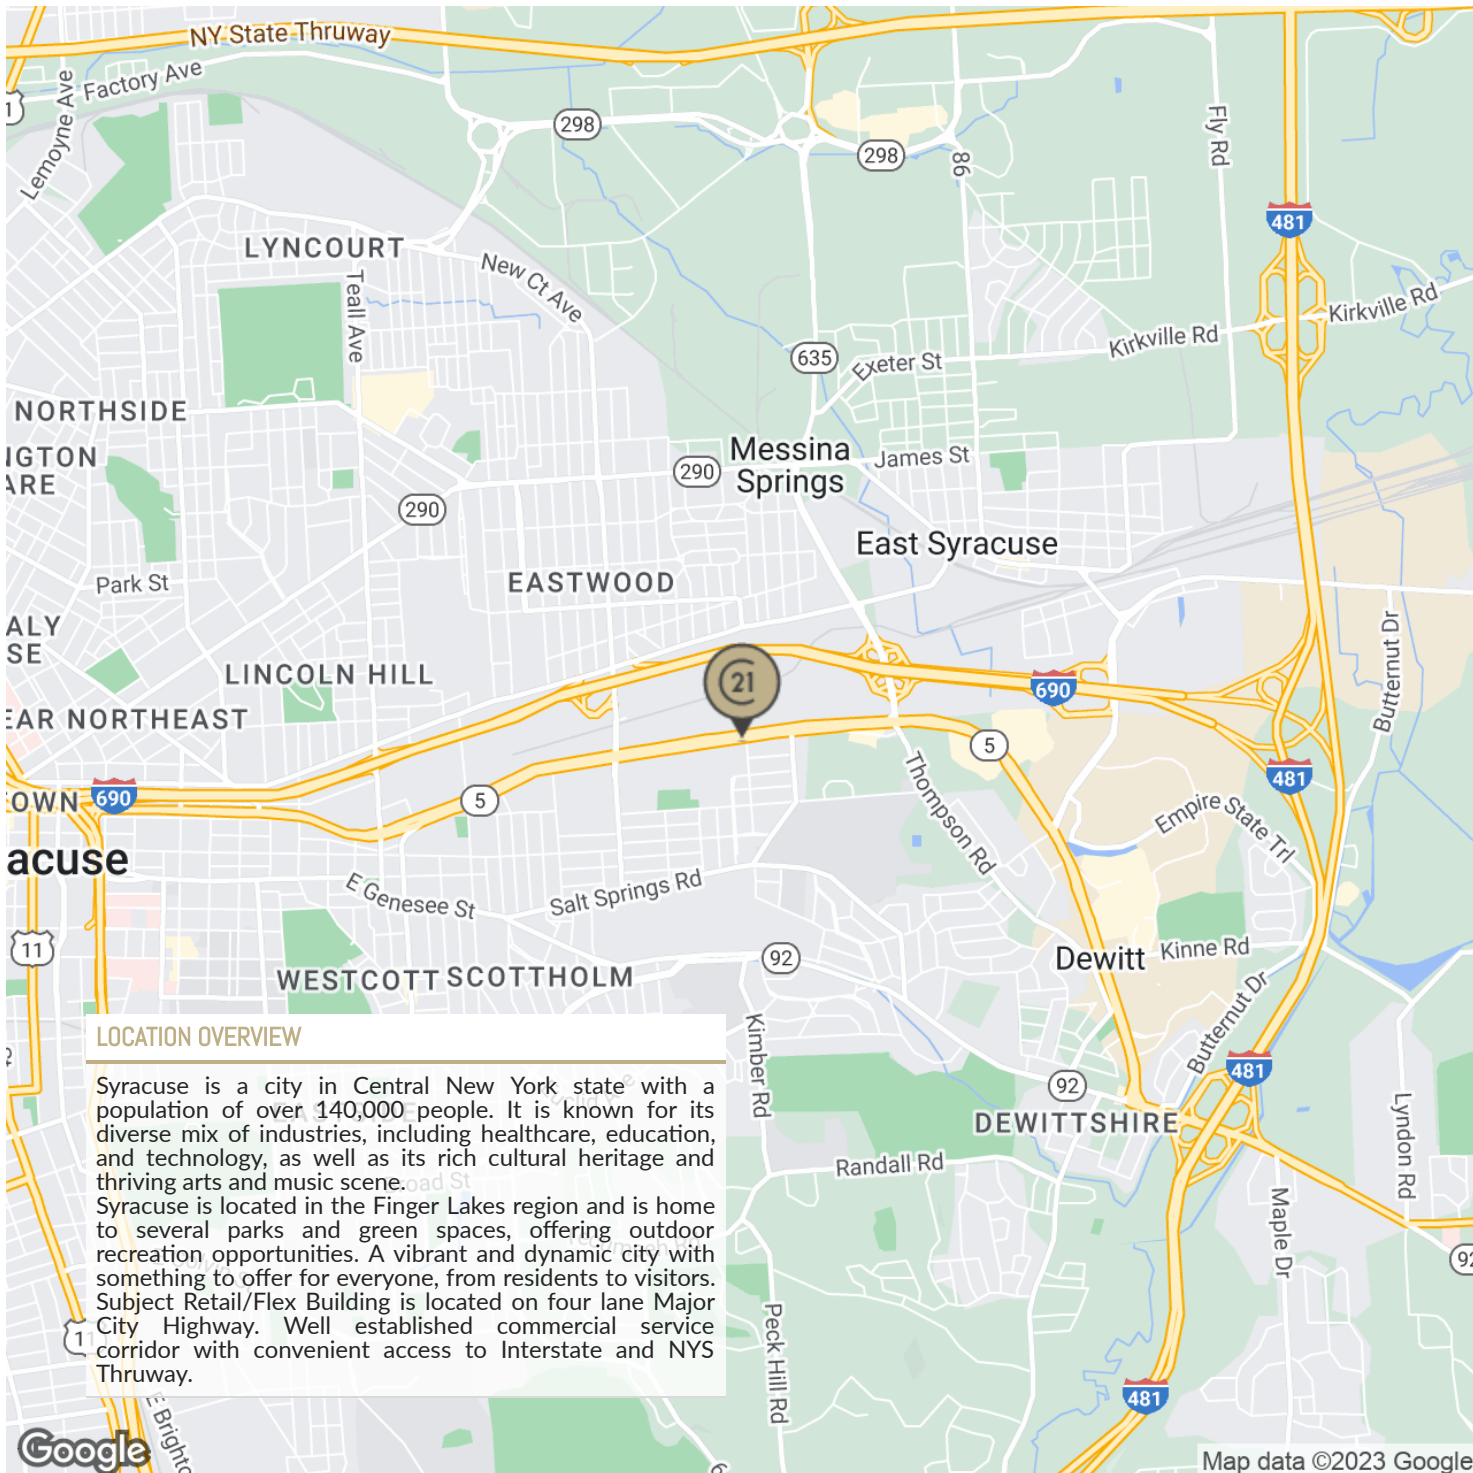 NY State Thruway
Factory Ave
1
Lemoyne Ave
298
298
86
Fly Rd
481
LYNCOURT
Teall Ave
New Ct Ave
Kirkville Rd
Kirkville Rd
635
Exeter St
NORTHSIDE
Messina
Springs
James St
290
290
East Syracuse
Park St
EASTWOOD
LINCOLN HILL
21
690
Butternut Dr
EAR NORTHEAST
5
481
OWN
690
5
Thompson Rd
Empire State Trl
acuse
E Genesee St
Salt Springs Rd
11
92
Dewitt
Kinne Rd
WESTCOTT
SCOTTHOLM
Butternut Dr
Kimber Rd
481
92
DEWITTSHIRE
Lyndon Rd
Randall Rd
Maple Dr
92
Peck Hill Rd
481
LOCATION OVERVIEW
Syracuse is a city in Central New York state with a
population of over 140,000 people. It is known for its
diverse mix of industries, including healthcare, education,
and technology, as well as its rich cultural heritage and
thriving arts and music scene.
Syracuse is located in the Finger Lakes region and is home
to several parks and green spaces, offering outdoor
recreation opportunities. A vibrant and dynamic city with
something to offer for everyone, from residents to visitors.
Subject Retail/Flex Building is located on four lane Major
City Highway. Well established commercial service
corridor with convenient access to Interstate and NYS
Thruway.
11
E Bright
Google
Map data ©2023 Google